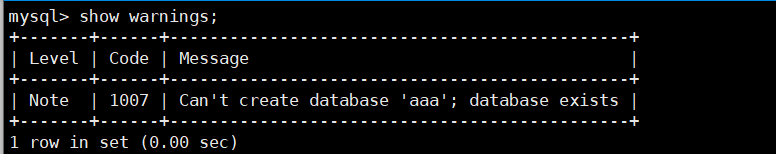 mysql> show warnings;
+-------+------+----------------------------------------------+
| Level | Code | Message                                      |
+-------+------+----------------------------------------------+
| Note  | 1007 | Can't create database 'aaa'; database exists |
+-------+------+----------------------------------------------+
1 row in set (0.00 sec)